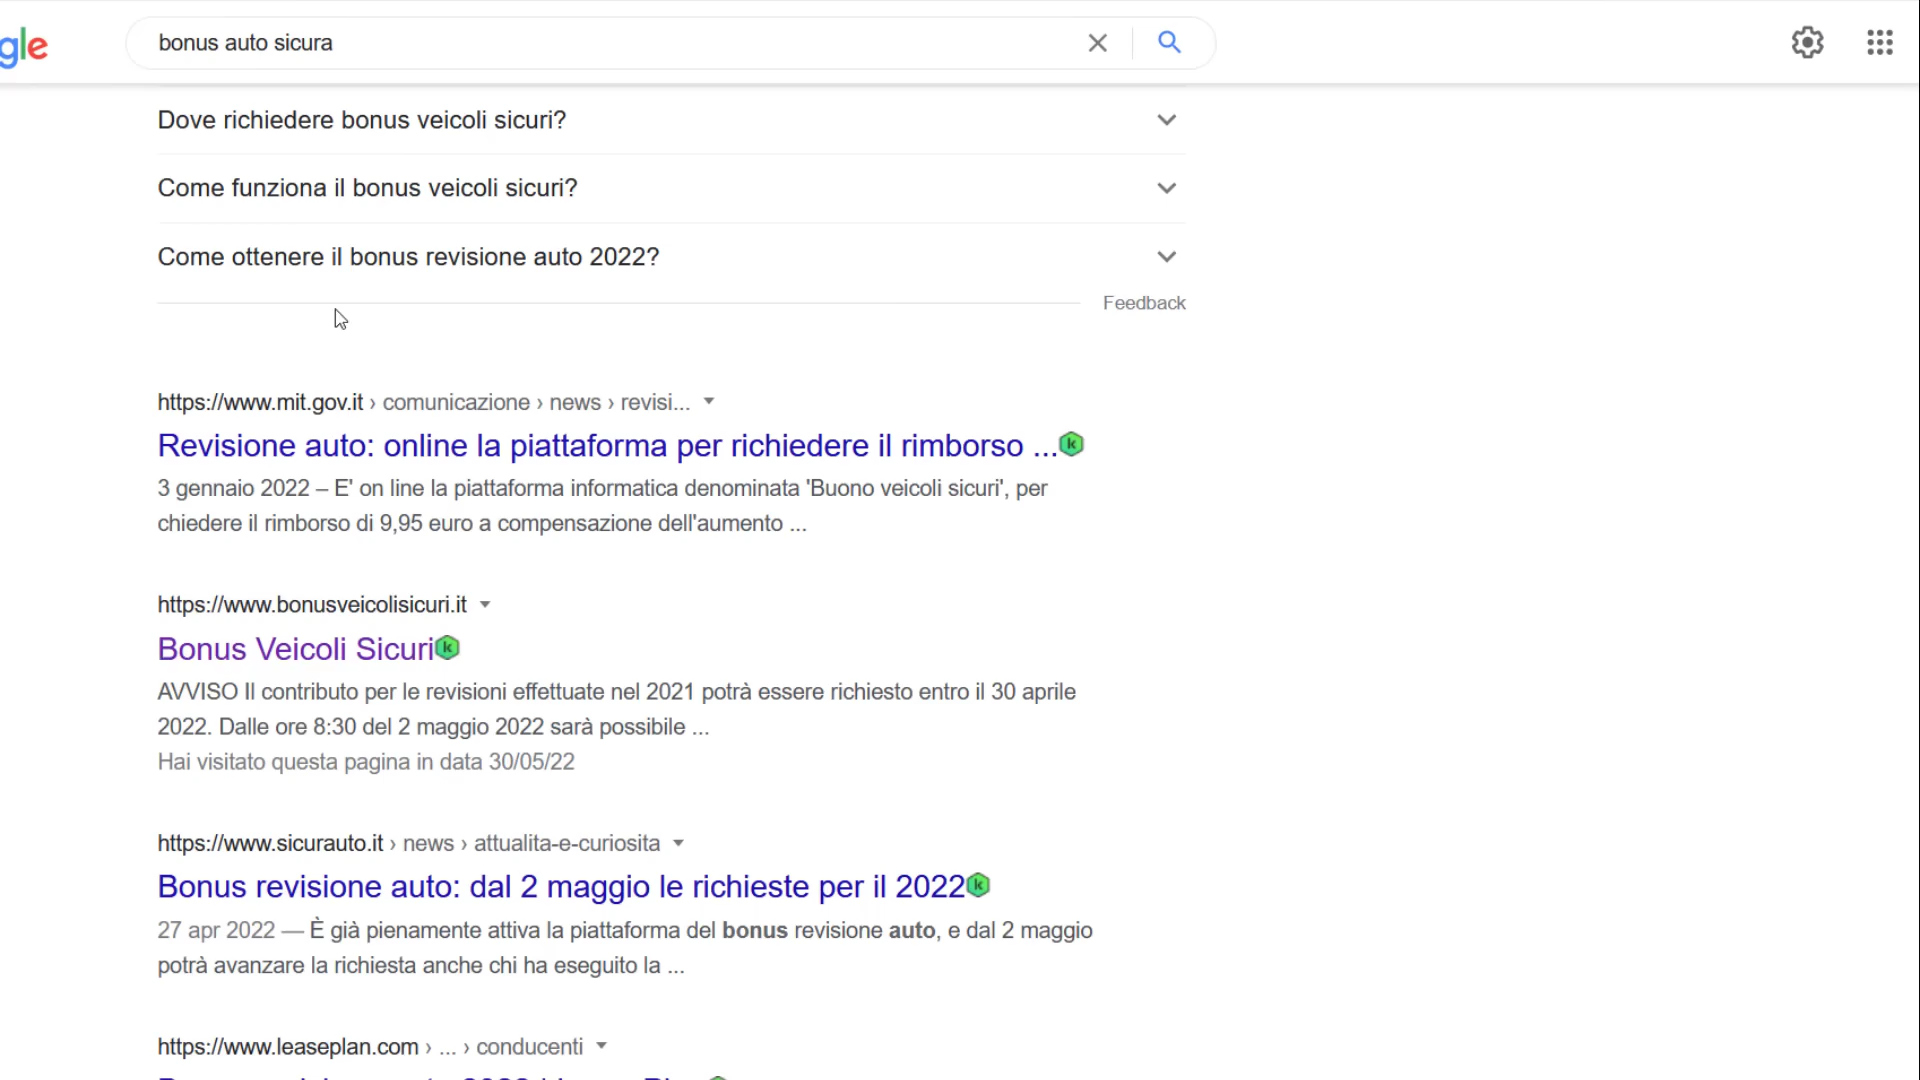 gle
bonus auto sicura
Dove richiedere bonus veicoli sicuri?
Come funziona il bonus veicoli sicuri?
Come ottenere il bonus revisione auto 2022?
Feedback
https://www.mit.gov.it › comunicazione › news › revisi...
Revisione auto: online la piattaforma per richiedere il rimborso ...
3 gennaio 2022 – E' on line la piattaforma informatica denominata 'Buono veicoli sicuri', per
chiedere il rimborso di 9,95 euro a compensazione dell'aumento ...
https://www.bonusveicolisicuri.it
Bonus Veicoli Sicuri
AVVISO Il contributo per le revisioni effettuate nel 2021 potrà essere richiesto entro il 30 aprile
2022. Dalle ore 8:30 del 2 maggio 2022 sarà possibile ...
Hai visitato questa pagina in data 30/05/22
https://www.sicurauto.it › news › attualita-e-curiosita
Bonus revisione auto: dal 2 maggio le richieste per il 2022
27 apr 2022 — È già pienamente attiva la piattaforma del bonus revisione auto, e dal 2 maggio
potrà avanzare la richiesta anche chi ha eseguito la ...
https://www.leaseplan.com › ... › conducenti